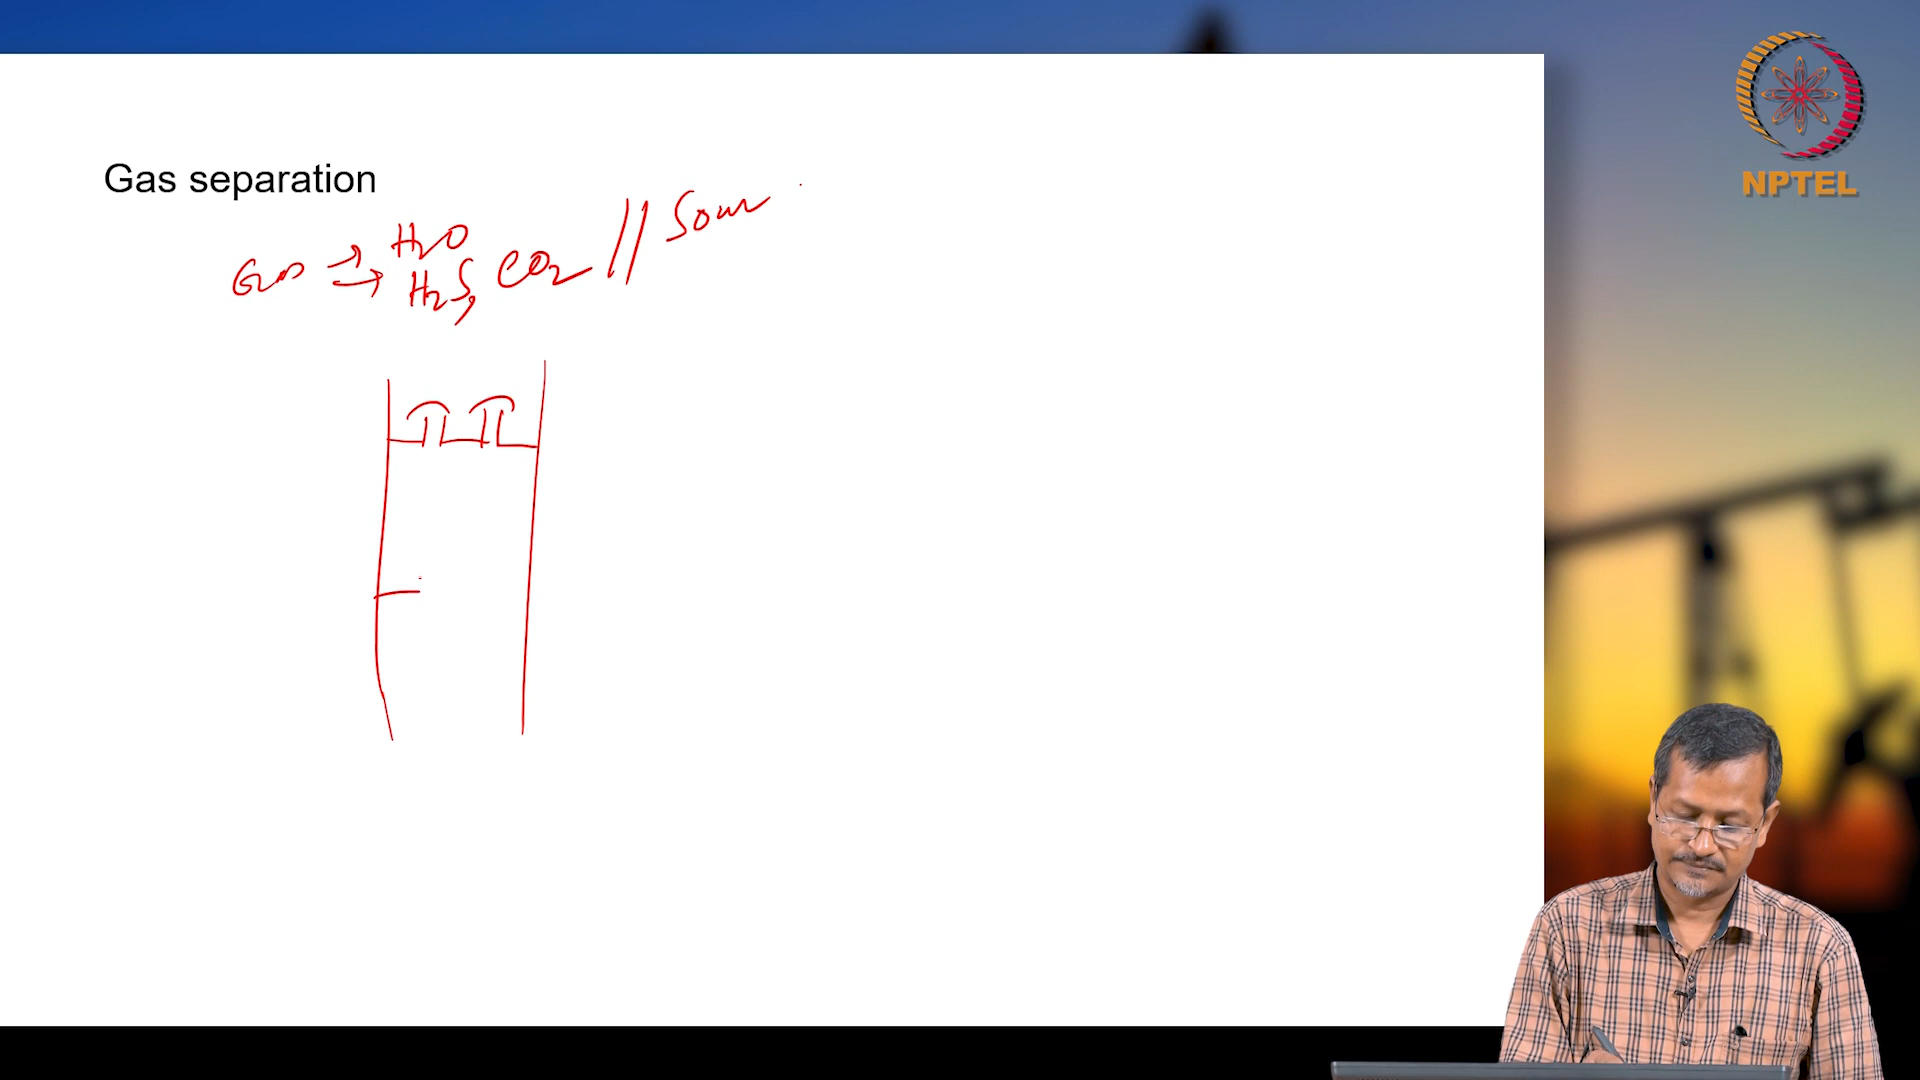 Gas separation
Gas → H2O
→ H2S, CO2 // Sour
NPTEL